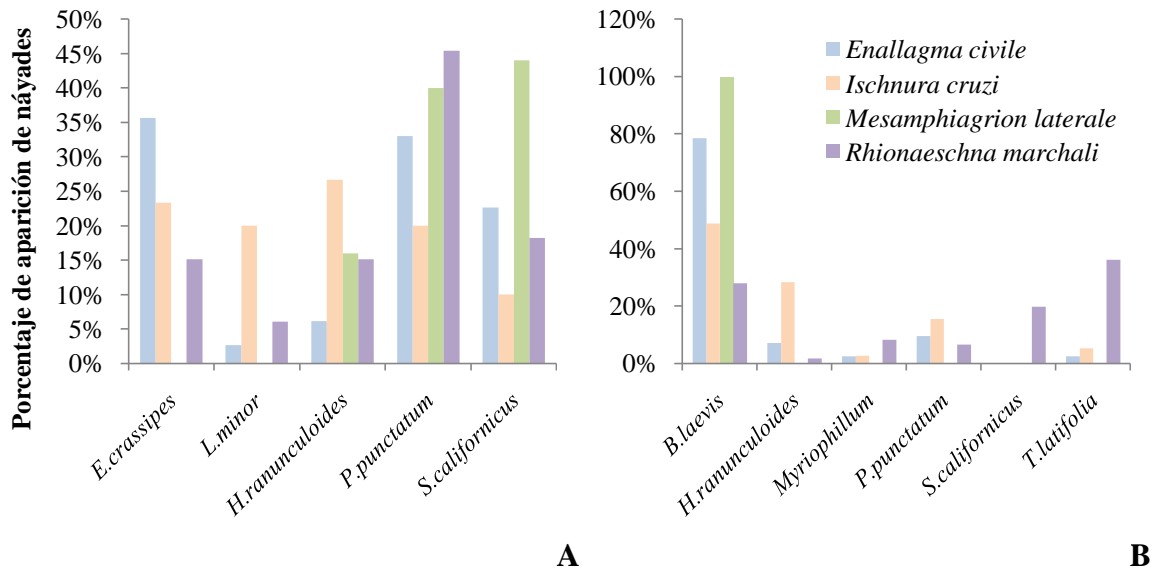 Porcentaje de aparición de náyades
50%
45%
40%
35%
30%
25%
20%
15%
10%
5%
0%
E.crassipes
L.minor
H.ranunculoides
P.punctatum
S.californicus
A
120%
100%
80%
60%
40%
20%
0%
Enallagma civile
Ischnura cruzi
Mesamphiagrion laterale
Rhionaeschna marchali
B.laevis
H.ranunculoides
Myriophillum
P.punctatum
S.californicus
T.latifolia
B